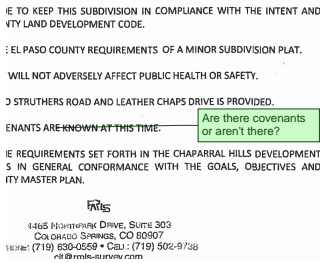 DE TO KEEP THIS SUBDIVISION IN COMPLIANCE WITH THE INTENT AND
NTY LAND DEVELOPMENT CODE.
E EL PASO COUNTY REQUIREMENTS OF A MINOR SUBDIVISION PLAT.
WILL NOT ADVERSELY AFFECT PUBLIC HEALTH OR SAFETY.
O STRUTHERS ROAD AND LEATHER CHAPS DRIVE IS PROVIDED.
ENANTS ARE KNOWN AT THIS TIME.
Are there covenants
or aren't there?
HE REQUIREMENTS SET FORTH IN THE CHAPARRAL HILLS DEVELOPMENT
S IN GENERAL CONFORMANCE WITH THE GOALS, OBJECTIVES AND
ITY MASTER PLAN.
4465 NORTHPARK DRIVE, SUITE 303
COLORADO SPRINGS, CO 80907
(719) 630-0559 • CELL: (719) 502-9738